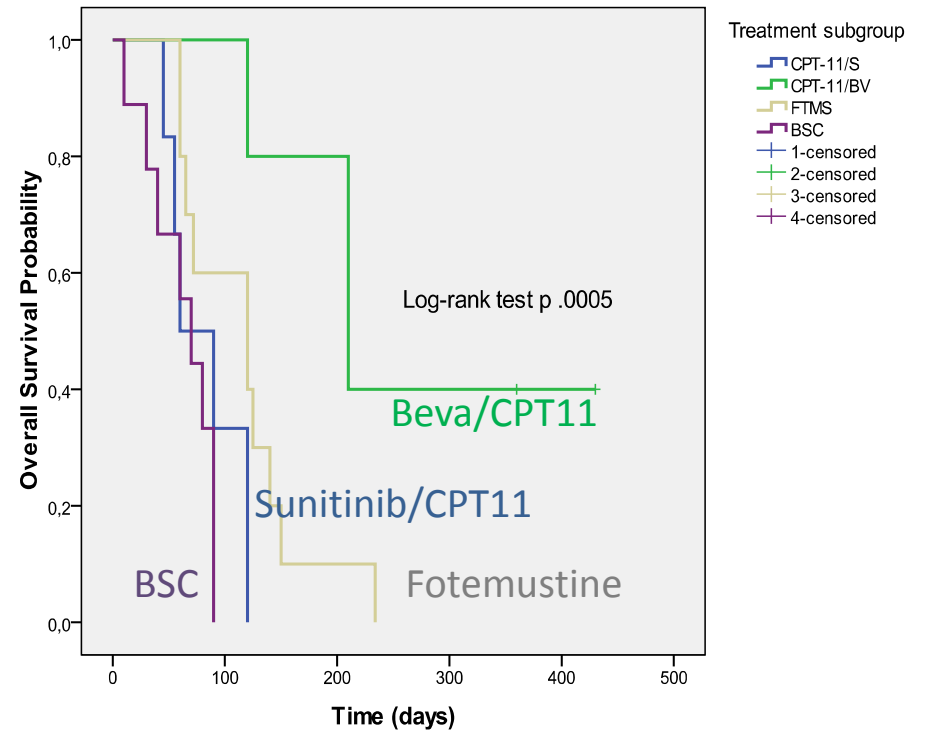 Treatment subgroup
CPT-11/S
CPT-11/BV
FTMS
BSC
1-censored
2-censored
3-censored
4-censored
Overall Survival Probability
1,0
0,8
0,6
0,4
0,2
0,0
Log-rank test p .0005
Beva/CPT11
Sunitinib/CPT11
BSC
Fotemustine
0
100
200
300
400
500
Time (days)